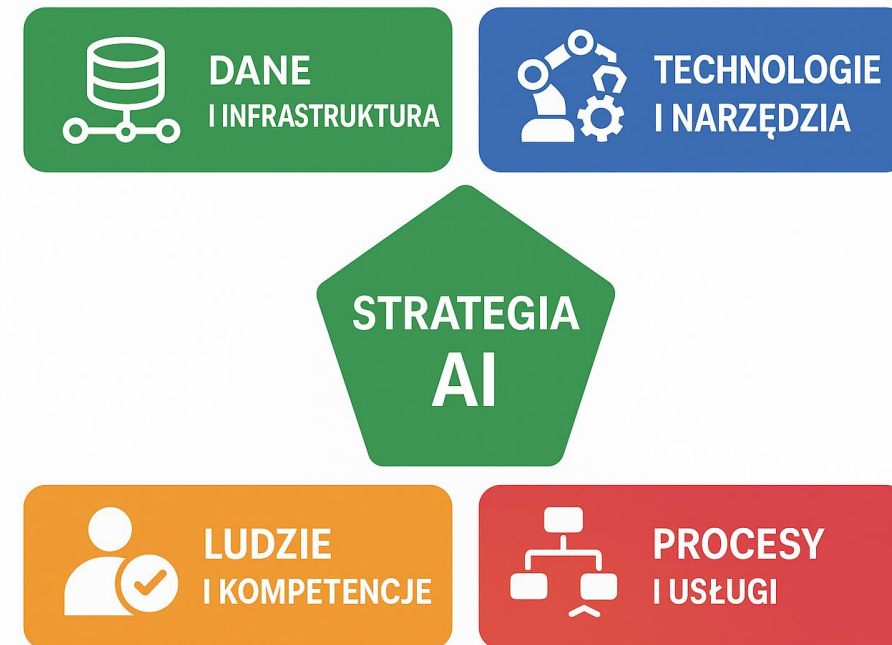 DANE
I INFRASTRUKTURA
TECHNOLOGIE
I NARZĘDZIA
STRATEGIA
AI
LUDZIE
I KOMPETENCJE
PROCESY
I USŁUGI